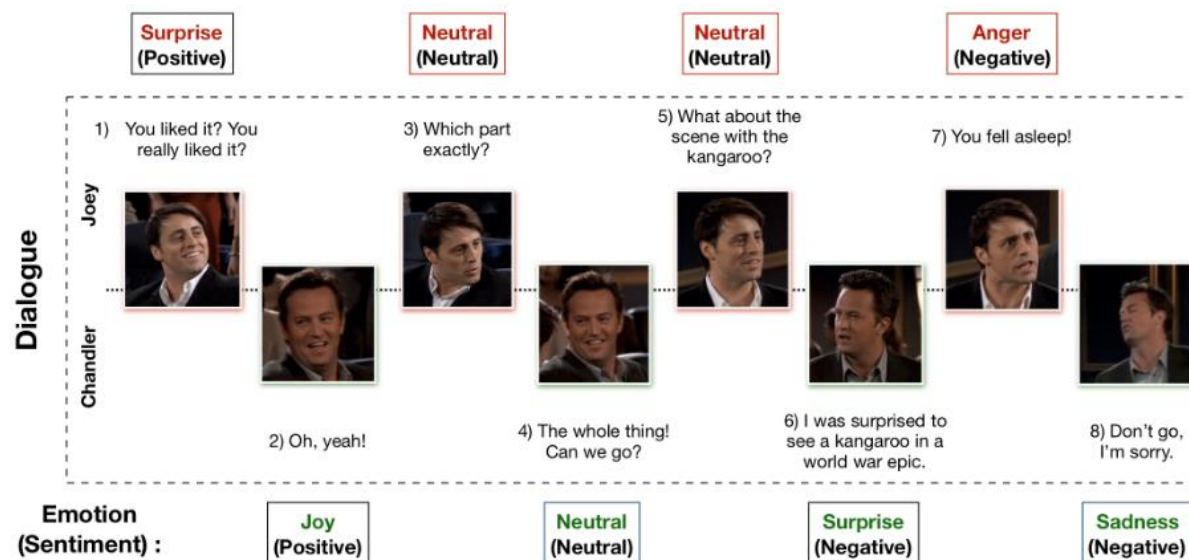 Surprise
(Positive)
Neutral
(Neutral)
Neutral
(Neutral)
Anger
(Negative)
Dialogue
Joey
Chandler
1) You liked it? You
really liked it?
3) Which part
exactly?
5) What about the
scene with the
kangaroo?
7) You fell asleep!
2) Oh, yeah!
4) The whole thing!
Can we go?
6) I was surprised to
see a kangaroo in a
world war epic.
8) Don't go,
I'm sorry.
Emotion
(Sentiment) :
Joy
(Positive)
Neutral
(Neutral)
Surprise
(Negative)
Sadness
(Negative)